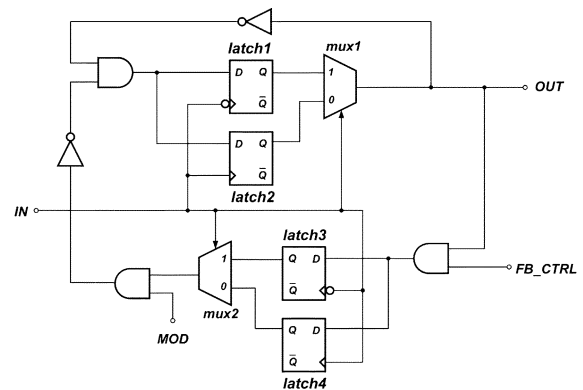 latch1
mux1
D Q
Q̅
1
0
OUT
D Q
Q̅
latch2
IN
latch3
1
0
Q D
Q̅
FB_CTRL
mux2
MOD
Q D
Q̅
latch4